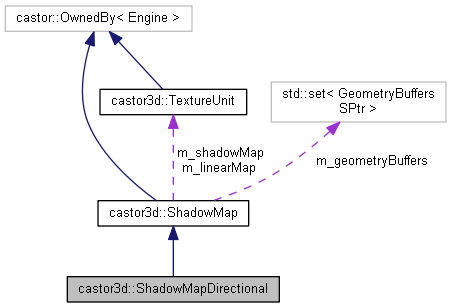 castor::OwnedBy< Engine >
castor3d::TextureUnit
std::set< GeometryBuffers
SPtr >
m_shadowMap
m_linearMap
m_geometryBuffers
castor3d::ShadowMap
castor3d::ShadowMapDirectional